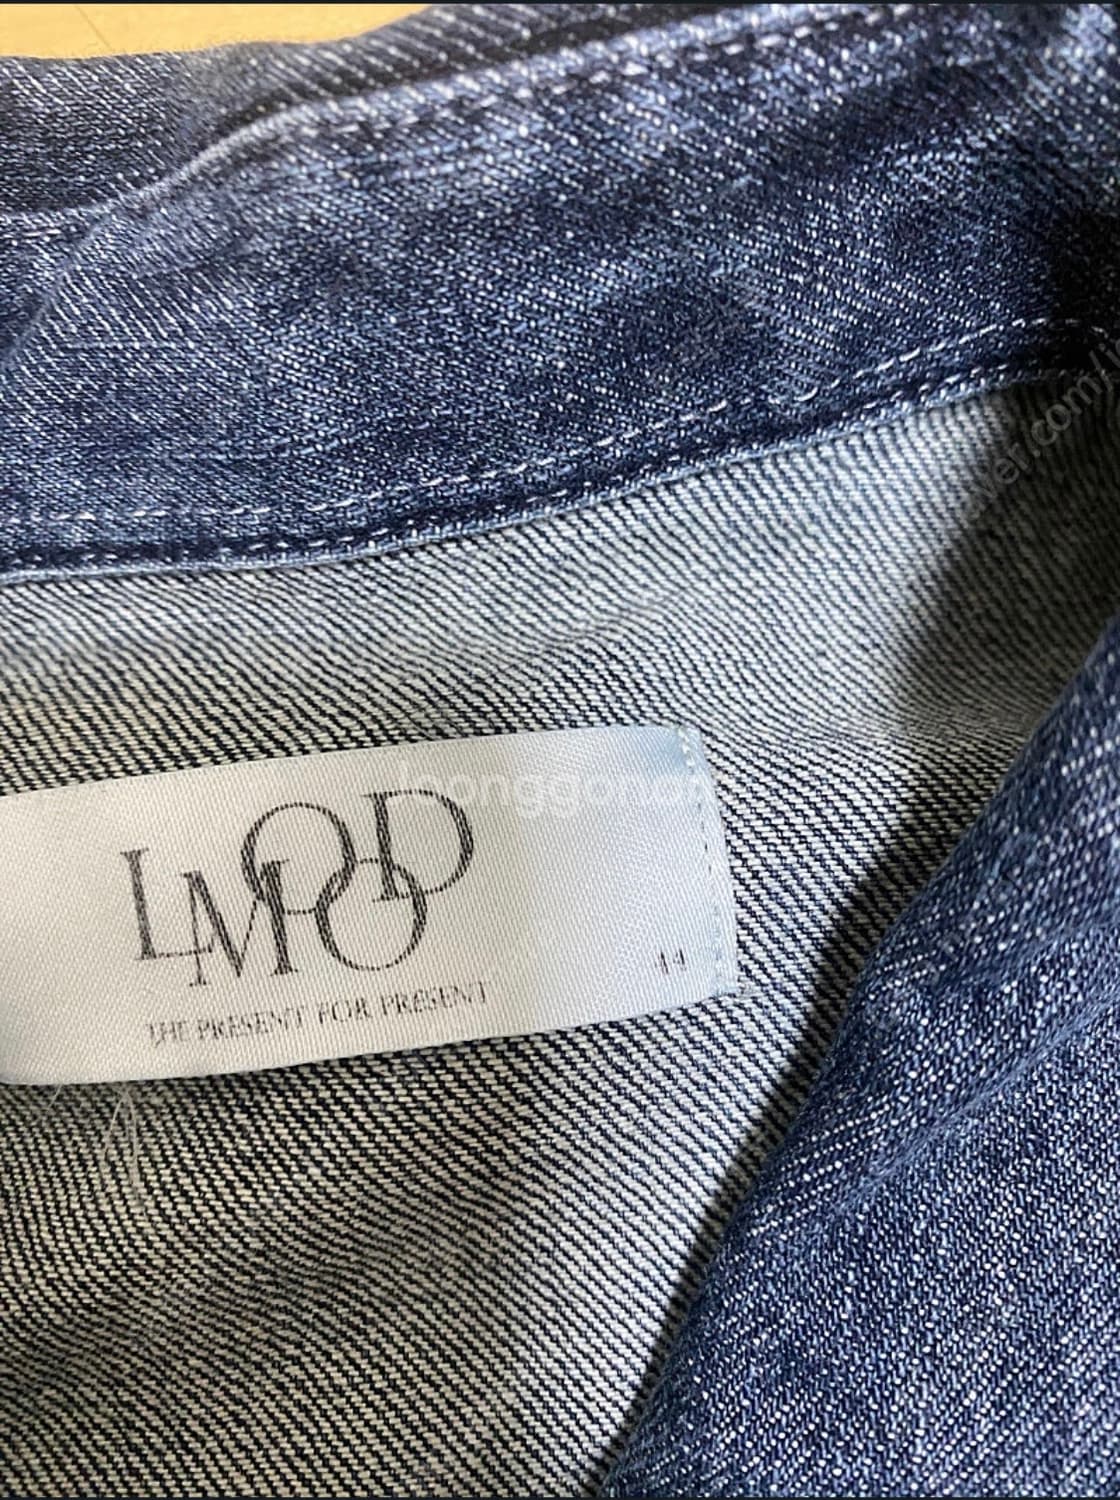 LMOOD
THE PRESENT FOR PRESENT
44